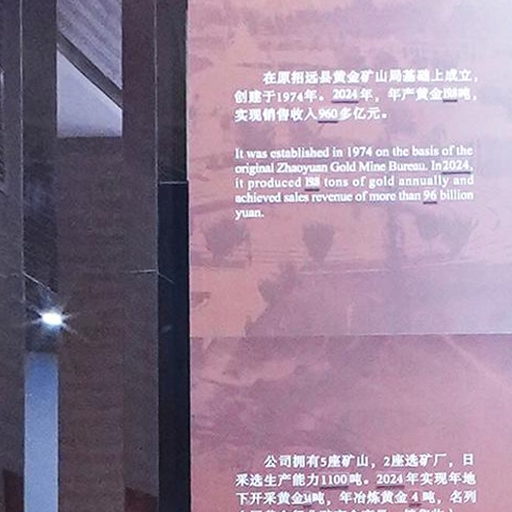 在原招远县黄金矿山局基础上成立,
创建于1974年。2024年,年产黄金198吨,
实现销售收入960多亿元。
It was established in 1974 on the basis of the
original Zhaoyuan Gold Mine Bureau. In2024,
it produced 198 tons of gold annually and
achieved sales revenue of more than 96 billion
yuan.
公司拥有5座矿山,2座选矿厂,日
采选生产能力1100吨。2024年实现年地
下开采黄金 吨,年冶炼黄金 4 吨,名列